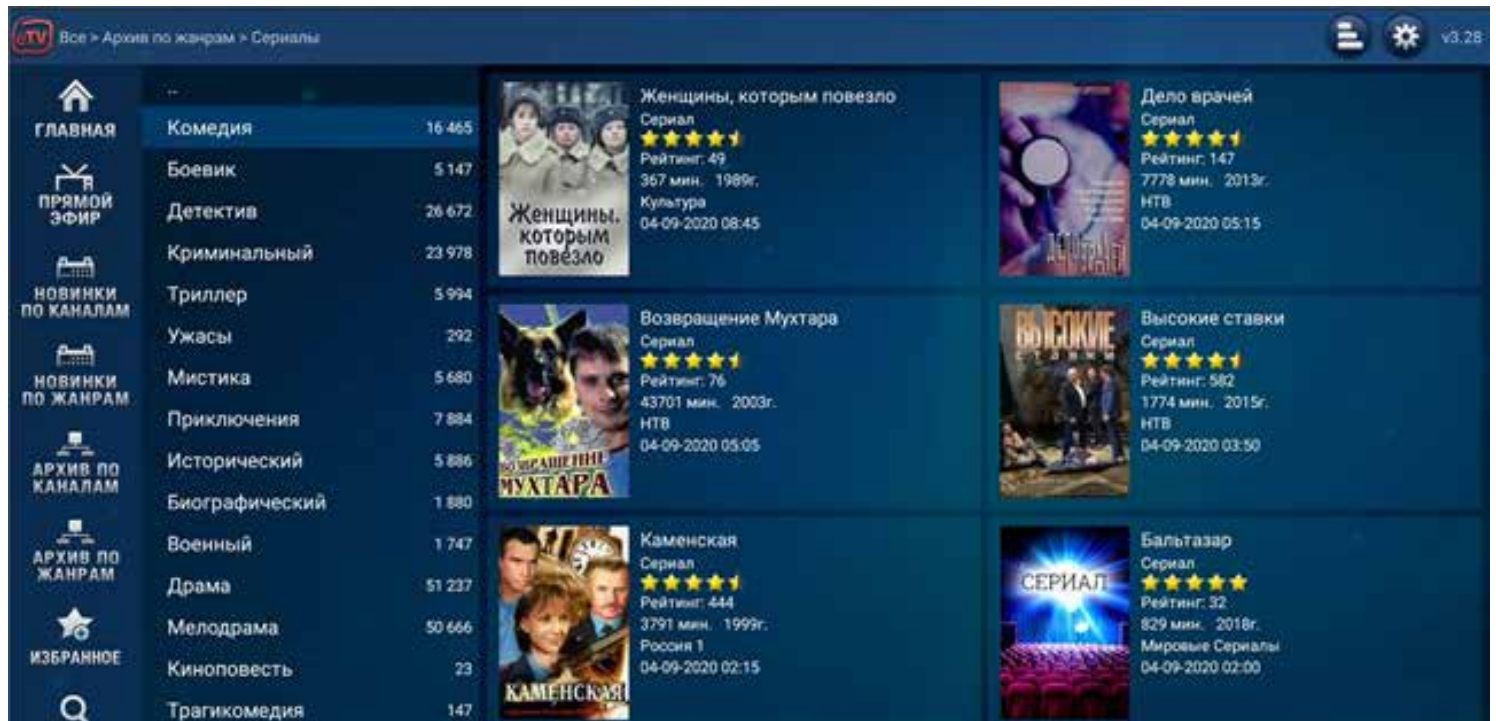 eTV Все > Архив по жанрам > Сериалы
v3.28
ГЛАВНАЯ
ПРЯМОЙ
ЭФИР
НОВИНКИ
ПО КАНАЛАМ
НОВИНКИ
ПО ЖАНРАМ
АРХИВ ПО
КАНАЛАМ
АРХИВ ПО
ЖАНРАМ
ИЗБРАННОЕ
..
Комедия 16 465
Боевик 5 147
Детектив 26 672
Криминальный 23 978
Триллер 5 994
Ужасы 292
Мистика 5 680
Приключения 7 884
Исторический 5 886
Биографический 1 880
Военный 1 747
Драма 51 237
Мелодрама 50 666
Киноповесть 23
Трагикомедия 147
Женщины,
которым
повезло
Женщины, которым повезло
Сериал
Рейтинг: 49
367 мин. 1989г.
Культура
04-09-2020 08:45
Дело врачей
Сериал
Рейтинг: 147
7778 мин. 2013г.
НТВ
04-09-2020 05:15
ВОЗВРАЩЕНИЕ
МУХТАРА
Возвращение Мухтара
Сериал
Рейтинг: 76
43701 мин. 2003г.
НТВ
04-09-2020 05:05
ВЫСОКИЕ
СТАВКИ
Высокие ставки
Сериал
Рейтинг: 582
1774 мин. 2015г.
НТВ
04-09-2020 03:50
КАМЕНСКАЯ
Каменская
Сериал
Рейтинг: 444
3791 мин. 1999г.
Россия 1
04-09-2020 02:15
СЕРИАЛ
Бальтазар
Сериал
Рейтинг: 32
829 мин. 2018г.
Мировые Сериалы
04-09-2020 02:00